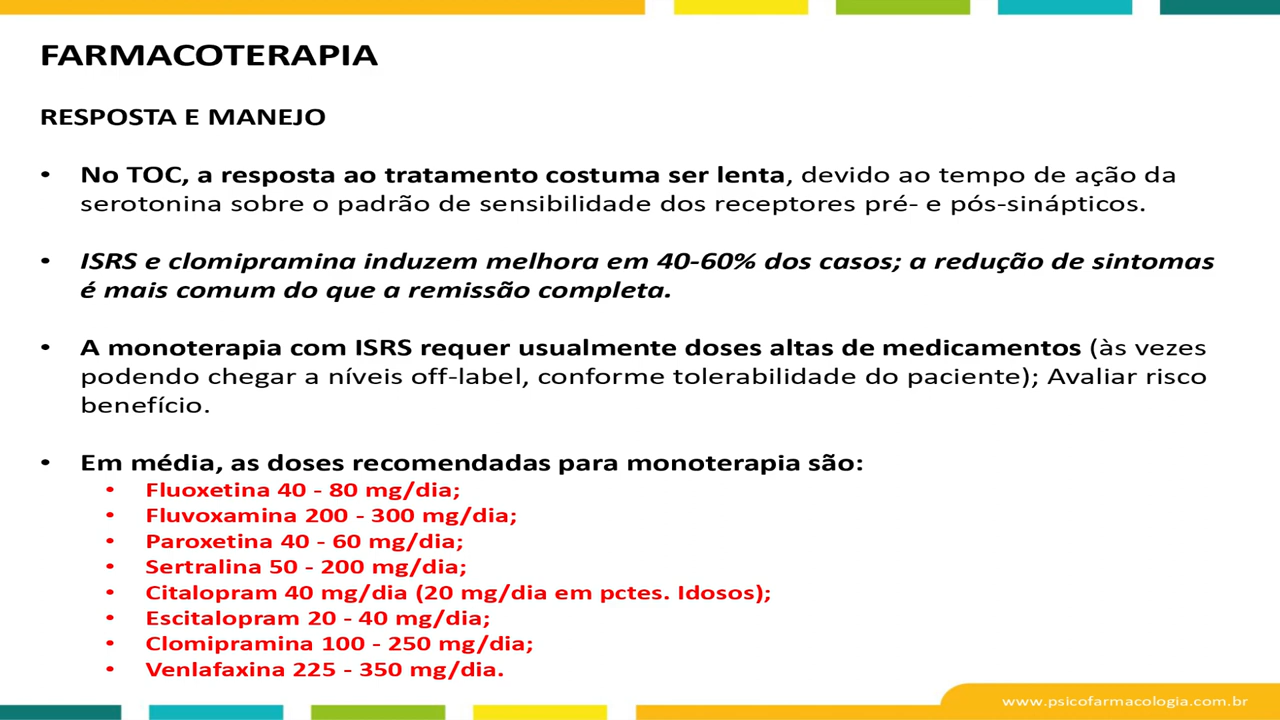 FARMACOTERAPIA
RESPOSTA E MANEJO
• No TOC, a resposta ao tratamento costuma ser lenta, devido ao tempo de ação da
serotonina sobre o padrão de sensibilidade dos receptores pré- e pós-sinápticos.
• ISRS e clomipramina induzem melhora em 40-60% dos casos; a redução de sintomas
é mais comum do que a remissão completa.
• A monoterapia com ISRS requer usualmente doses altas de medicamentos (às vezes
podendo chegar a níveis off-label, conforme tolerabilidade do paciente); Avaliar risco
benefício.
• Em média, as doses recomendadas para monoterapia são:
• Fluoxetina 40 - 80 mg/dia;
• Fluvoxamina 200 - 300 mg/dia;
• Paroxetina 40 - 60 mg/dia;
• Sertralina 50 - 200 mg/dia;
• Citalopram 40 mg/dia (20 mg/dia em pctes. Idosos);
• Escitalopram 20 - 40 mg/dia;
• Clomipramina 100 - 250 mg/dia;
• Venlafaxina 225 - 350 mg/dia.
www.psicofarmacologia.com.br